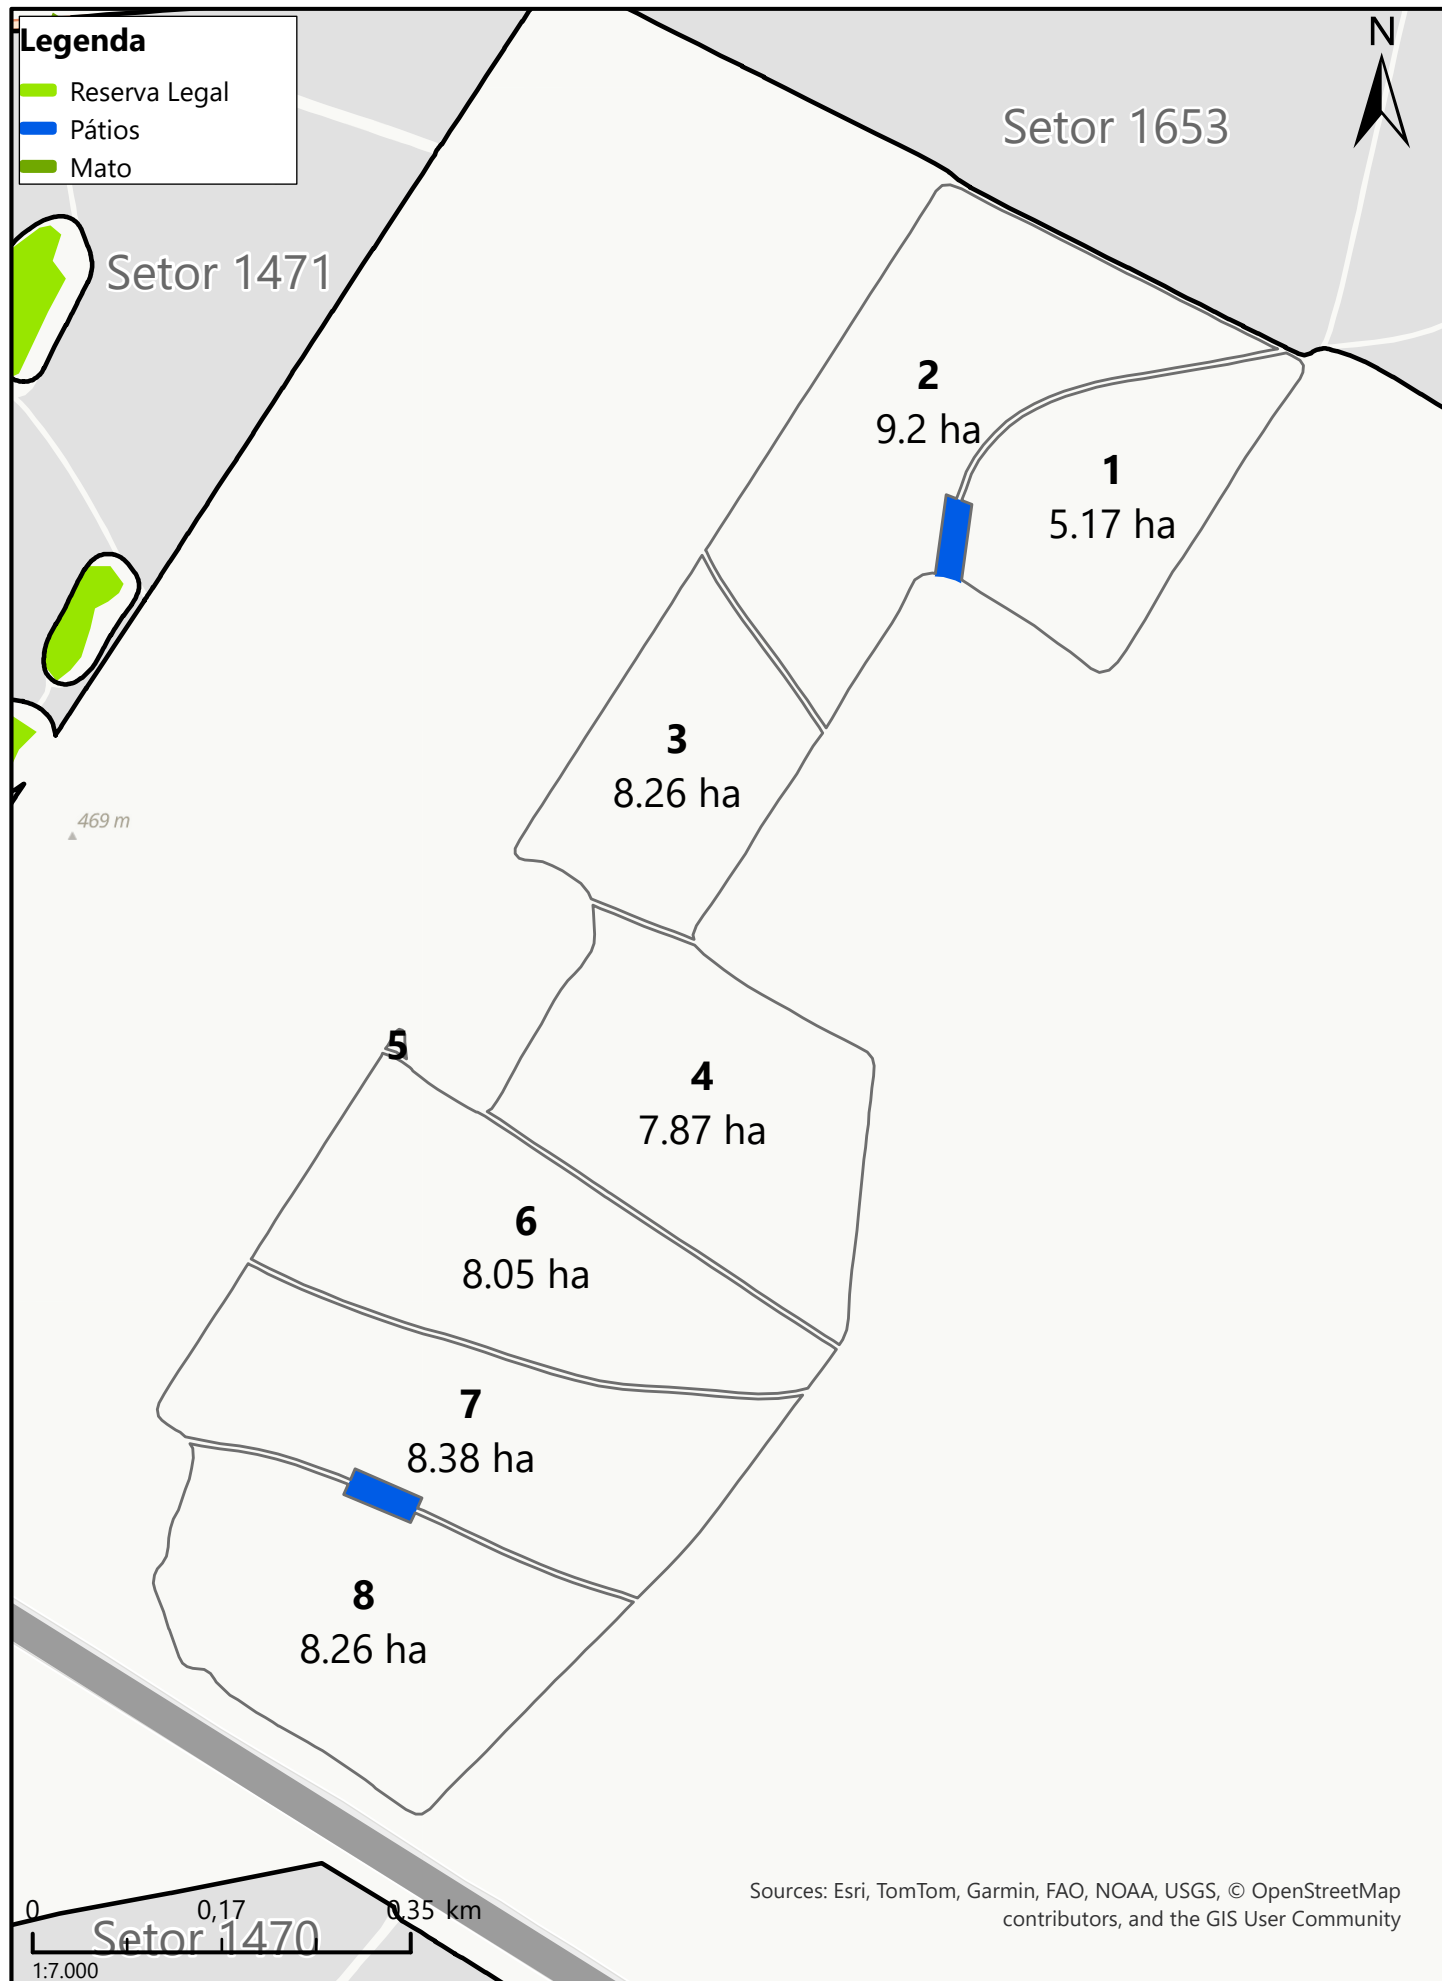 Legenda
Reserva Legal
Pátios
Mato
N
Setor 1653
Setor 1471
2
9.2 ha
1
5.17 ha
3
8.26 ha
469 m
5
4
7.87 ha
6
8.05 ha
7
8.38 ha
8
8.26 ha
Sources: Esri, TomTom, Garmin, FAO, NOAA, USGS, © OpenStreetMap
contributors, and the GIS User Community
0 0,17 0,35 km
Setor 1470
1:7.000